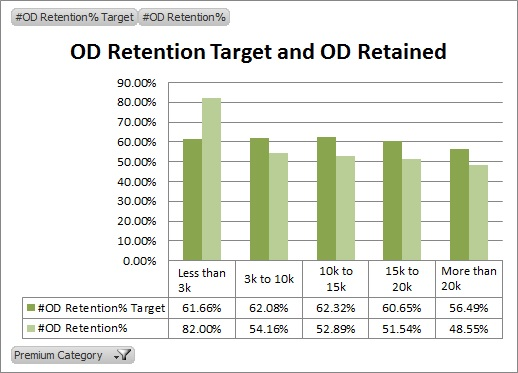 #OD Retention% Target #OD Retention%
OD Retention Target and OD Retained
90.00%
80.00%
70.00%
60.00%
50.00%
40.00%
30.00%
20.00%
10.00%
0.00%
Less than 3k 3k to 10k 10k to 15k 15k to 20k More than 20k
#OD Retention% Target 61.66% 62.08% 62.32% 60.65% 56.49%
#OD Retention% 82.00% 54.16% 52.89% 51.54% 48.55%
Premium Category